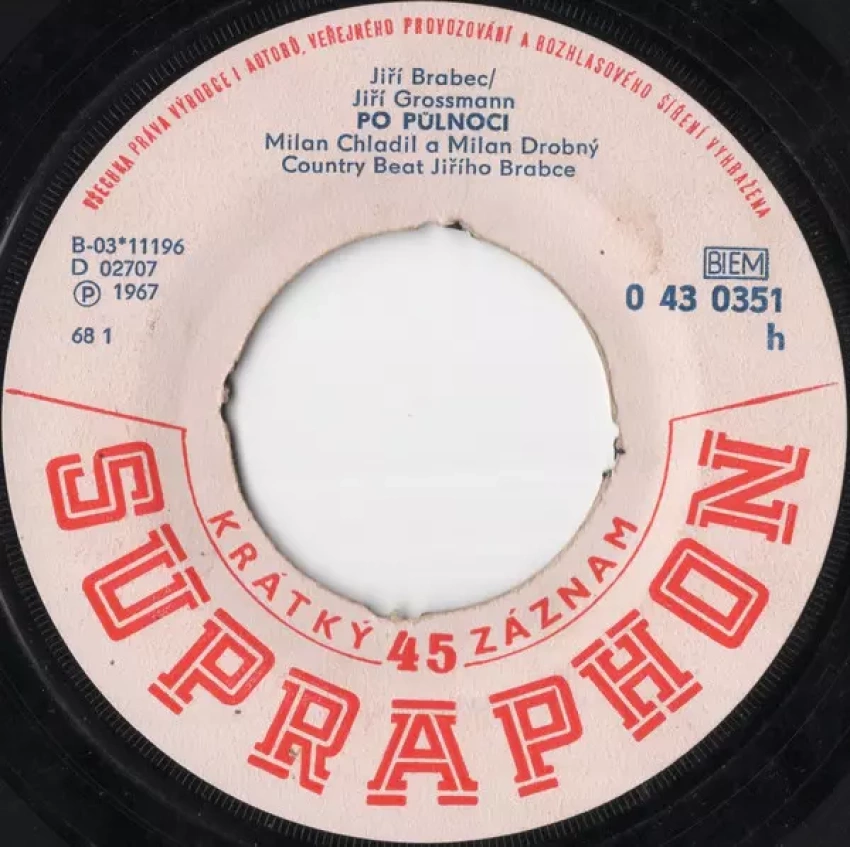 VŠECHNA PRÁVA VÝROBCE I AUTORŮ, VEŘEJNÉHO PROVOZOVÁNÍ A ROZHLASOVÉHO ŠÍŘENÍ VYHRAŽENA
Jiří Brabec/
Jiří Grossmann
PO PŮLNOCI
Milan Chladil a Milan Drobný
Country Beat Jiřího Brabce
B-03*11196
D 02707
Ⓟ 1967
68 1
BIEM
0 43 0351
h
KRÁTKÝ 45 ZÁZNAM
SUPRAPHON